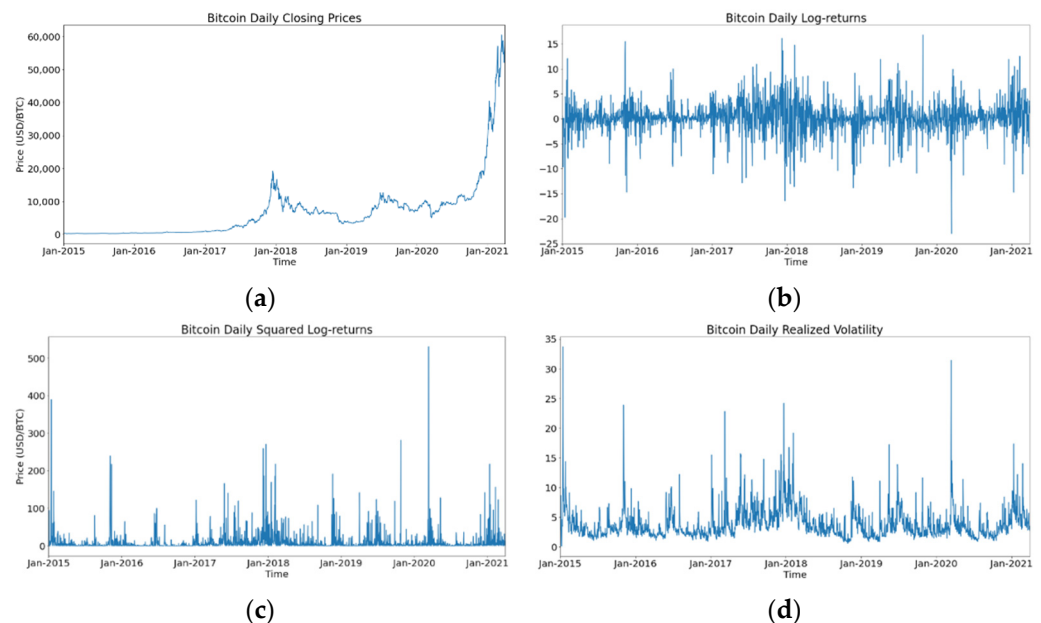 Bitcoin Daily Closing Prices
60,000
50,000
40,000
30,000
20,000
10,000
0
Price (USD/BTC)
Jan-2015 Jan-2016 Jan-2017 Jan-2018 Jan-2019 Jan-2020 Jan-2021
Time
(a)
Bitcoin Daily Log-returns
15
10
5
0
−5
−10
−15
−20
−25
Jan-2015 Jan-2016 Jan-2017 Jan-2018 Jan-2019 Jan-2020 Jan-2021
Time
(b)
Bitcoin Daily Squared Log-returns
500
400
300
200
100
0
Price (USD/BTC)
Jan-2015 Jan-2016 Jan-2017 Jan-2018 Jan-2019 Jan-2020 Jan-2021
Time
(c)
Bitcoin Daily Realized Volatility
35
30
25
20
15
10
5
0
Jan-2015 Jan-2016 Jan-2017 Jan-2018 Jan-2019 Jan-2020 Jan-2021
Time
(d)